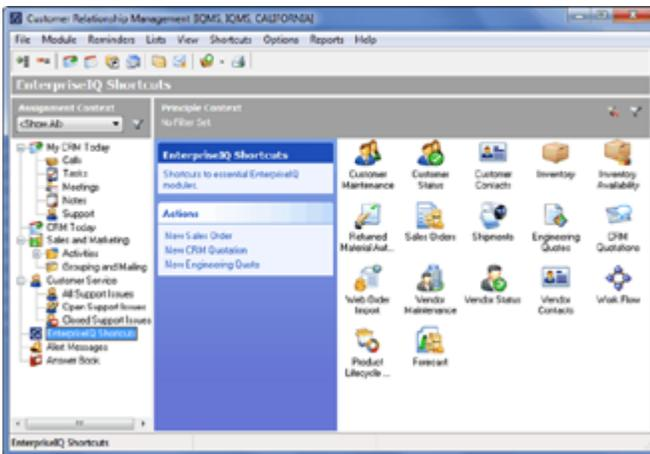 Customer Relationship Management [IQMS, IQMS, CALIFORNIA]
File Module Reminders Lists View Shortcuts Options Reports Help
EnterpriseIQ Shortcuts
Assignment Context
<Show All>
Principle Context
No Filter Set
My CRM Today
Calls
Tasks
Meetings
Notes
Support
CRM Today
Sales and Marketing
Activities
Grouping and Mailing
Customer Service
All Support Issues
Open Support Issues
Closed Support Issues
EnterpriseIQ Shortcuts
Alert Messages
Answer Book
EnterpriseIQ Shortcuts
Shortcuts to essential EnterpriseIQ
modules.
Actions
New Sales Order
New CRM Quotation
New Engineering Quote
Customer
Maintenance
Customer
Status
Customer
Contacts
Inventory
Inventory
Availability
Returned
Material Aut...
Sales Orders
Shipments
Engineering
Quotes
CRM
Quotations
Web Order
Import
Vendor
Maintenance
Vendor Status
Vendor
Contacts
Work Flow
Product
Lifecycle ...
Forecast
EnterpriseIQ Shortcuts